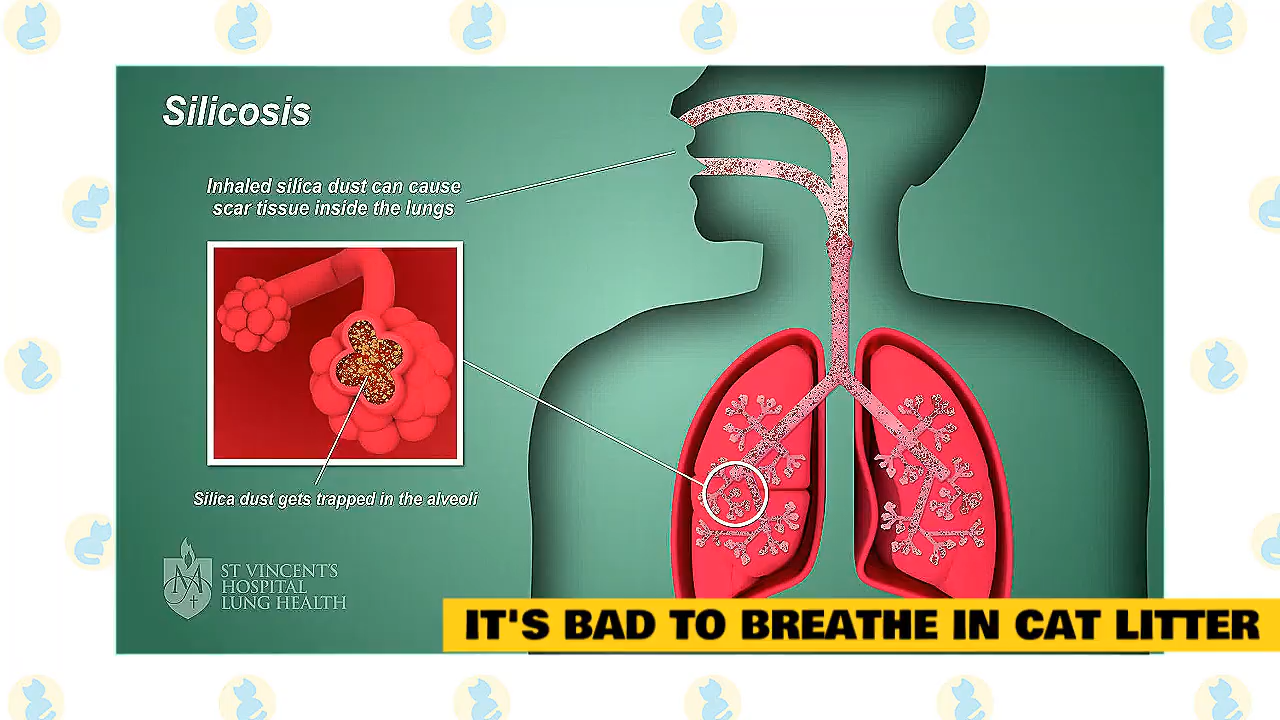 Silicosis
Inhaled silica dust can cause
scar tissue inside the lungs
Silica dust gets trapped in the alveoli
ST VINCENT'S
HOSPITAL
LUNG HEALTH
IT'S BAD TO BREATHE IN CAT LITTER